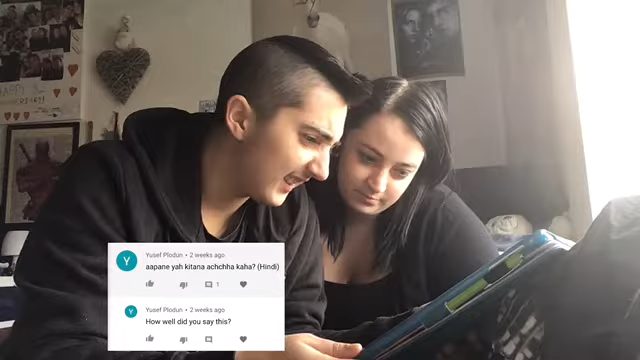 Yusef Plodun • 2 weeks ago
aapane yah kitana achchha kaha? (Hindi)
1
Yusef Plodun • 2 weeks ago
How well did you say this?